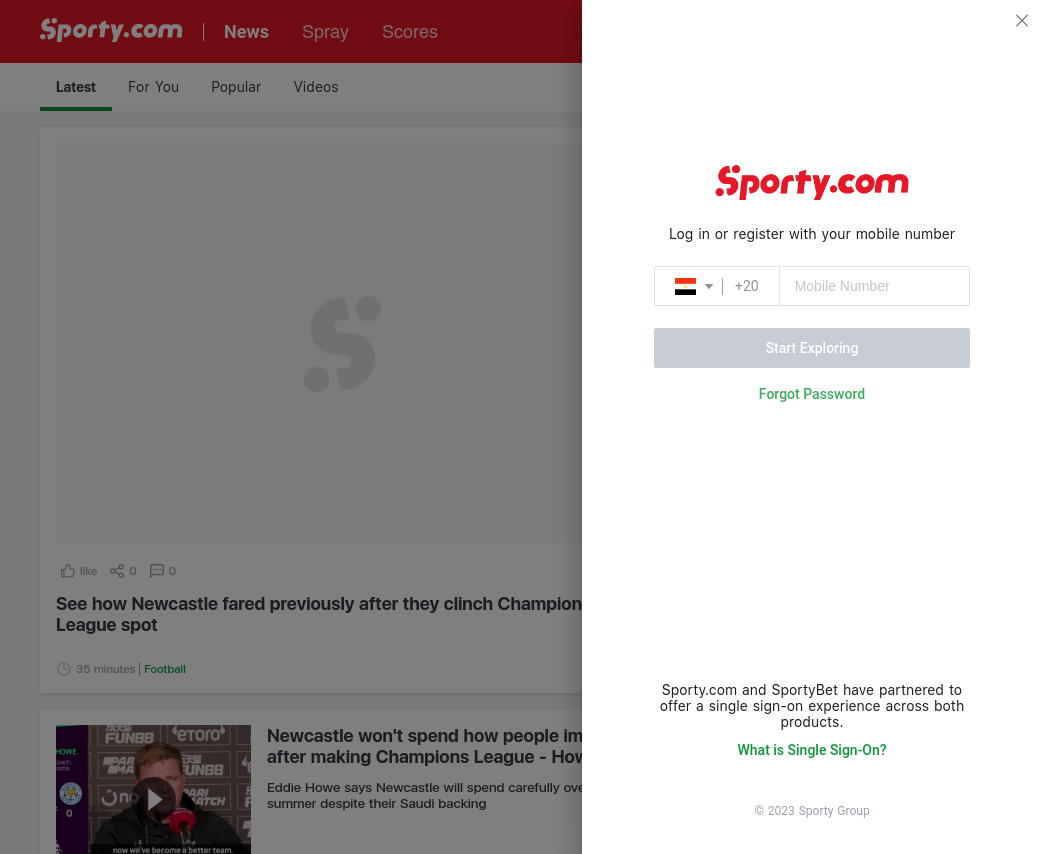 Sporty.com
News
Spray
Scores
Latest
For You
Popular
Videos
like
0
0
See how Newcastle fared previously after they clinch Champion
League spot
35 minutes
Football
HOWE
Coach:
0
FUN88
etoro
FUN88
now we've become a better team.
Newcastle won't spend how people im
after making Champions League - How
Eddie Howe says Newcastle will spend carefully ove
summer despite their Saudi backing
Sporty.com
Log in or register with your mobile number
+20
Mobile Number
Start Exploring
Forgot Password
Sporty.com and SportyBet have partnered to
offer a single sign-on experience across both
products.
What is Single Sign-On?
© 2023 Sporty Group